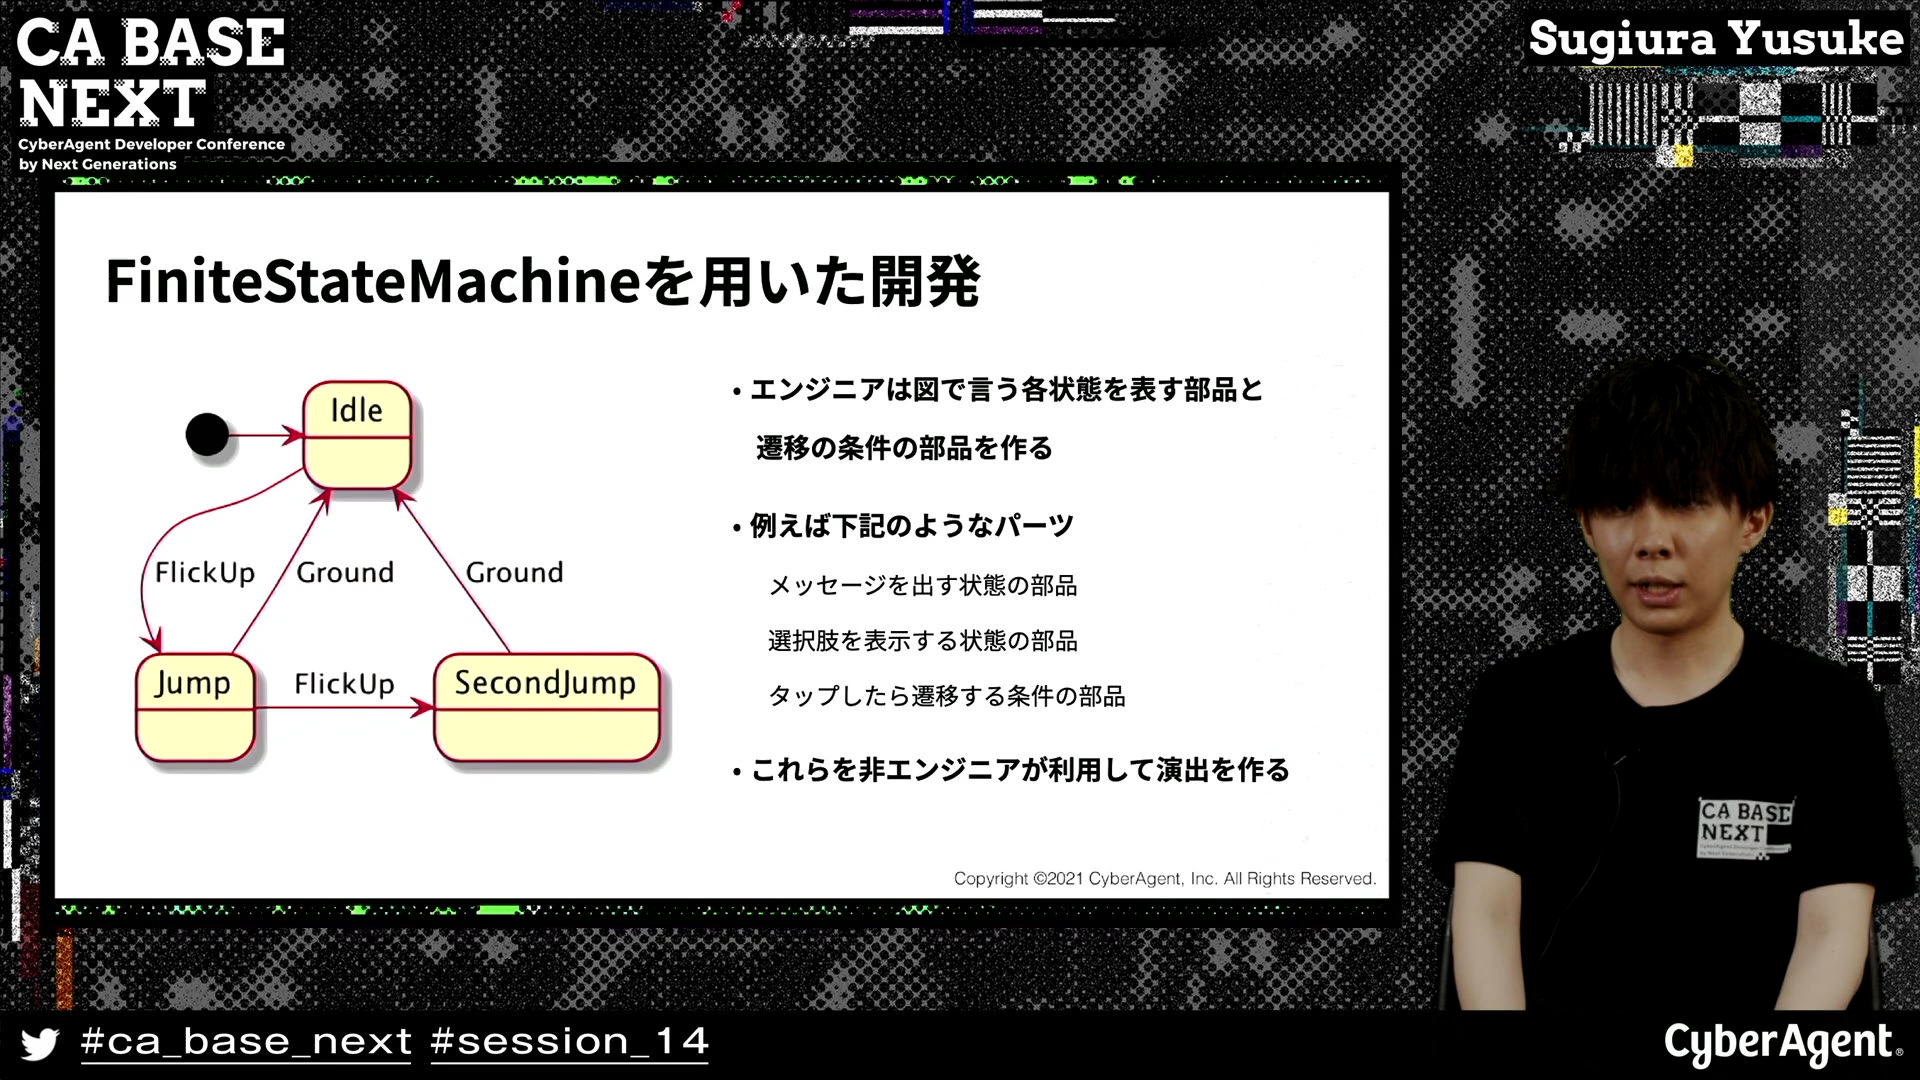 CA BASE
NEXT
CyberAgent Developer Conference
by Next Generations
Sugiura Yusuke
FiniteStateMachineを用いた開発
Idle
FlickUp
Ground
Ground
Jump
FlickUp
SecondJump
• エンジニアは図で言う各状態を表す部品と
遷移の条件の部品を作る
• 例えば下記のようなパーツ
メッセージを出す状態の部品
選択肢を表示する状態の部品
タップしたら遷移する条件の部品
• これらを非エンジニアが利用して演出を作る
Copyright ©2021 CyberAgent, Inc. All Rights Reserved.
CA BASE
NEXT
#ca_base_next #session_14
CyberAgent®